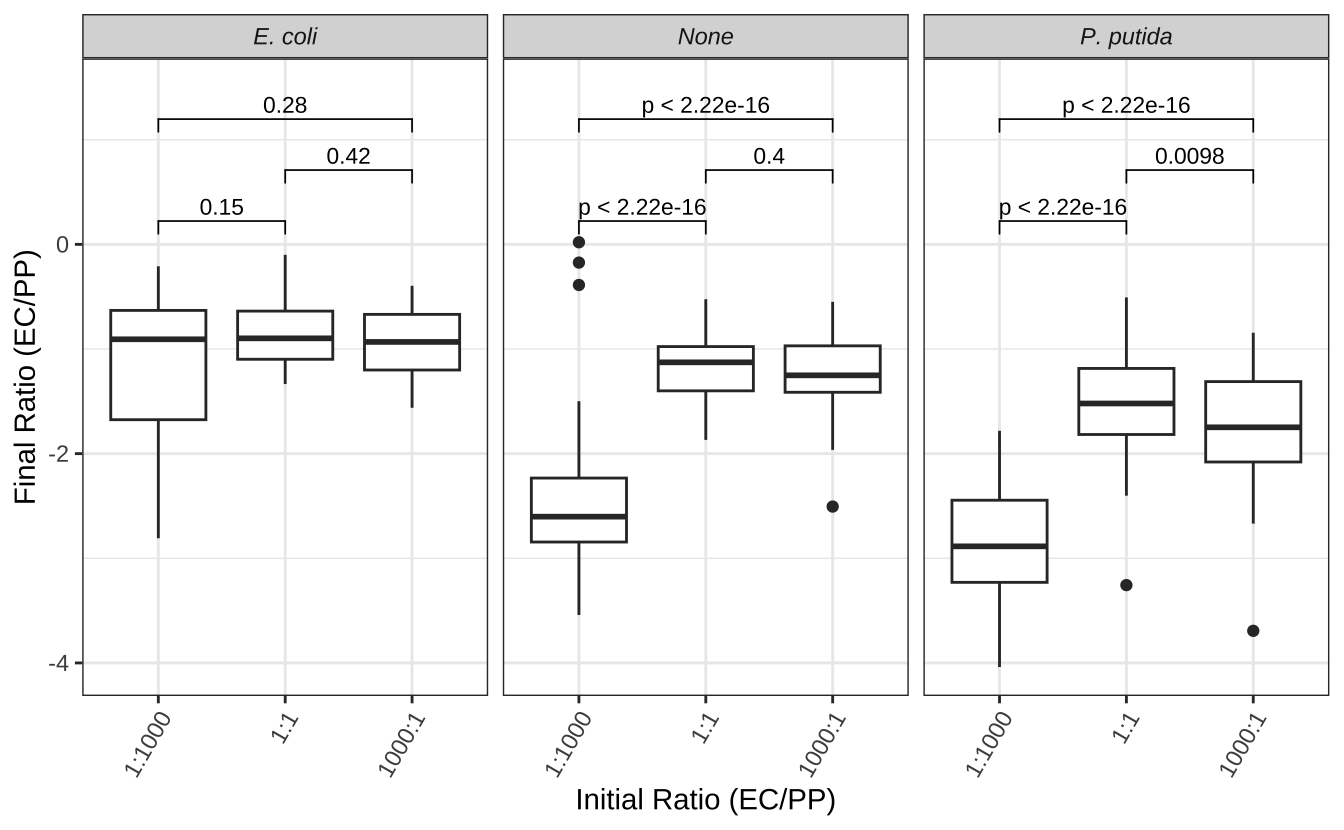 E. coli
None
P. putida
0.28
p < 2.22e-16
p < 2.22e-16
0.42
0.4
0.0098
0.15
p < 2.22e-16
p < 2.22e-16
Final Ratio (EC/PP)
0
-2
-4
1:1000
1:1
1000:1
1:1000
1:1
1000:1
1:1000
1:1
1000:1
Initial Ratio (EC/PP)